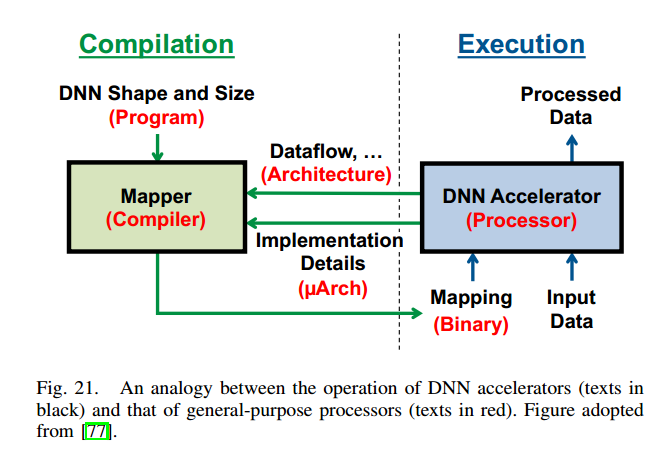 Compilation
Execution
DNN Shape and Size
(Program)
Processed
Data
Dataflow, …
(Architecture)
Mapper
(Compiler)
DNN Accelerator
(Processor)
Implementation
Details
(µArch)
Mapping
(Binary)
Input
Data
Fig. 21. An analogy between the operation of DNN accelerators (texts in
black) and that of general-purpose processors (texts in red). Figure adopted
from [77].